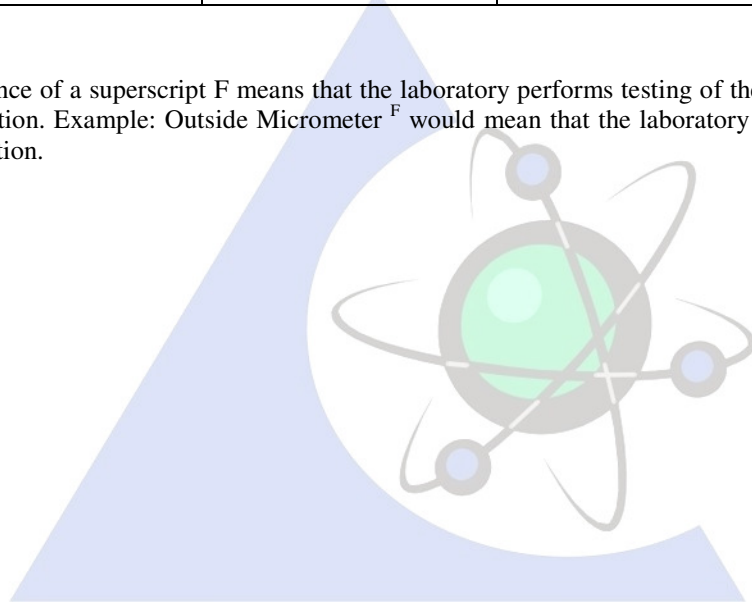 nce of a superscript F means that the laboratory performs testing of the
tion. Example: Outside Micrometer ᶠ would mean that the laboratory
tion.